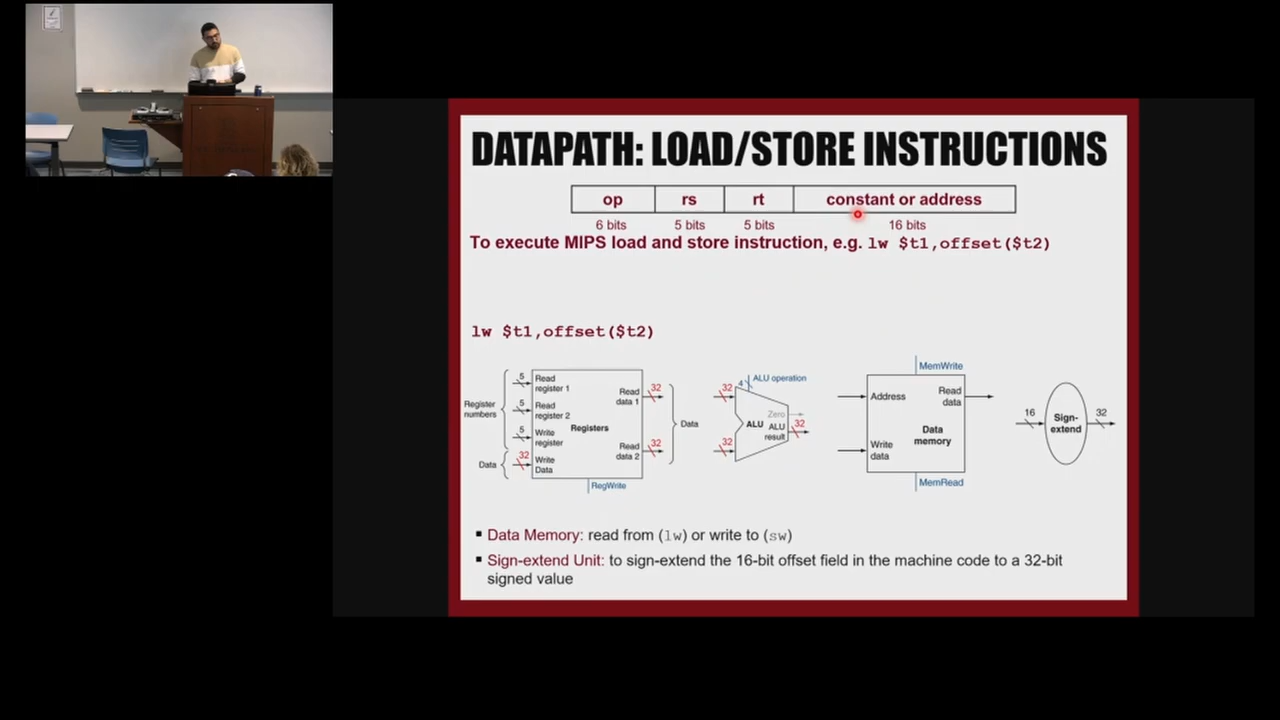 DATAPATH: LOAD/STORE INSTRUCTIONS
op rs rt constant or address
6 bits 5 bits 5 bits 16 bits
To execute MIPS load and store instruction, e.g. lw $t1,offset($t2)
lw $t1,offset($t2)
Register numbers
Data
5
5
5
32
Read register 1
Read register 2
Write register
Write Data
Registers
Read data 1
Read data 2
RegWrite
32
32
Data
32
32
4
ALU operation
Zero
ALU
ALU result
32
MemWrite
Address
Read data
Data memory
Write data
MemRead
16
Sign-extend
32
▪ Data Memory: read from (lw) or write to (sw)
▪ Sign-extend Unit: to sign-extend the 16-bit offset field in the machine code to a 32-bit
signed value